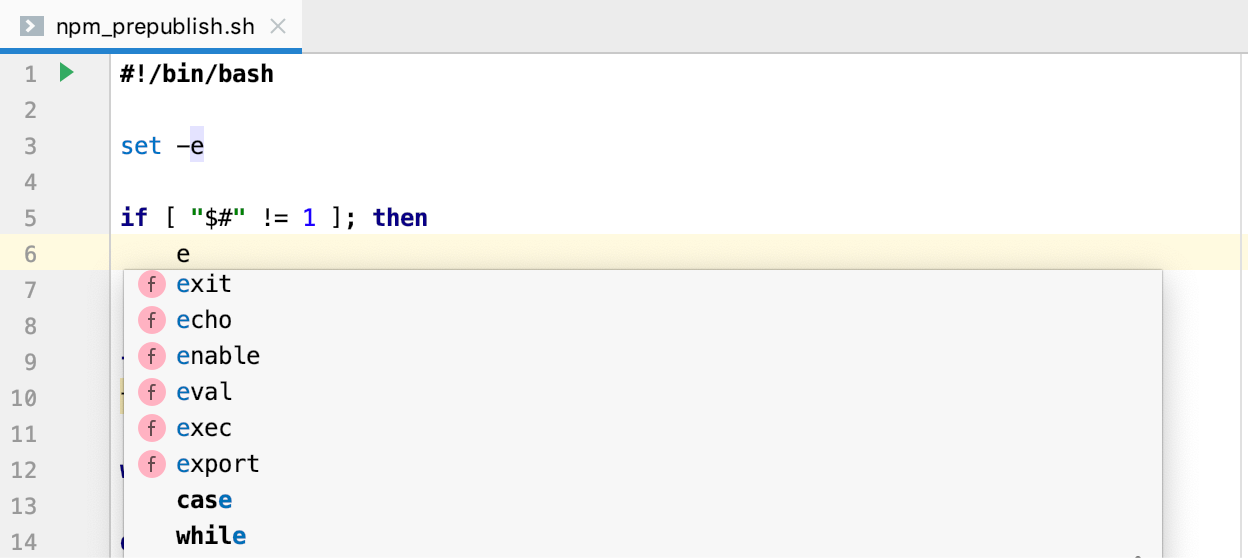 npm_prepublish.sh
1 #!/bin/bash
2
3 set -e
4
5 if [ "$#" != 1 ]; then
6 e
7
8
9
10
11
12
13
14
f exit
f echo
f enable
f eval
f exec
f export
case
while